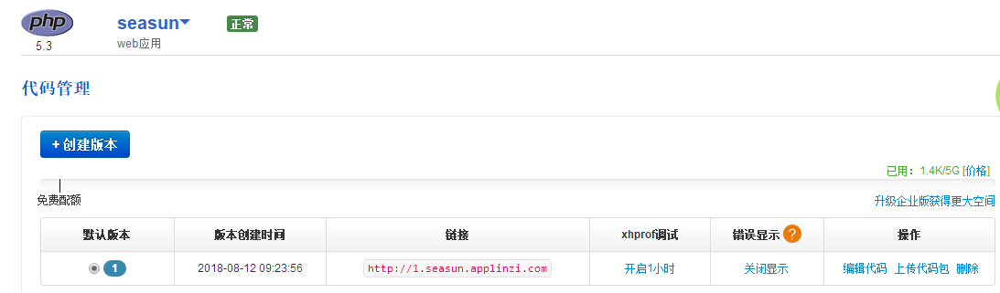 php seasun 正常
5.3 web应用
代码管理
+创建版本
已用：1.4K/5G [价格]
免费配额 升级企业版获得更大空间
默认版本 版本创建时间 链接 xhprof调试 错误显示 ? 操作
1 2018-08-12 09:23:56 http://1.seasun.applinzi.com 开启1小时 关闭显示 编辑代码 上传代码包 删除